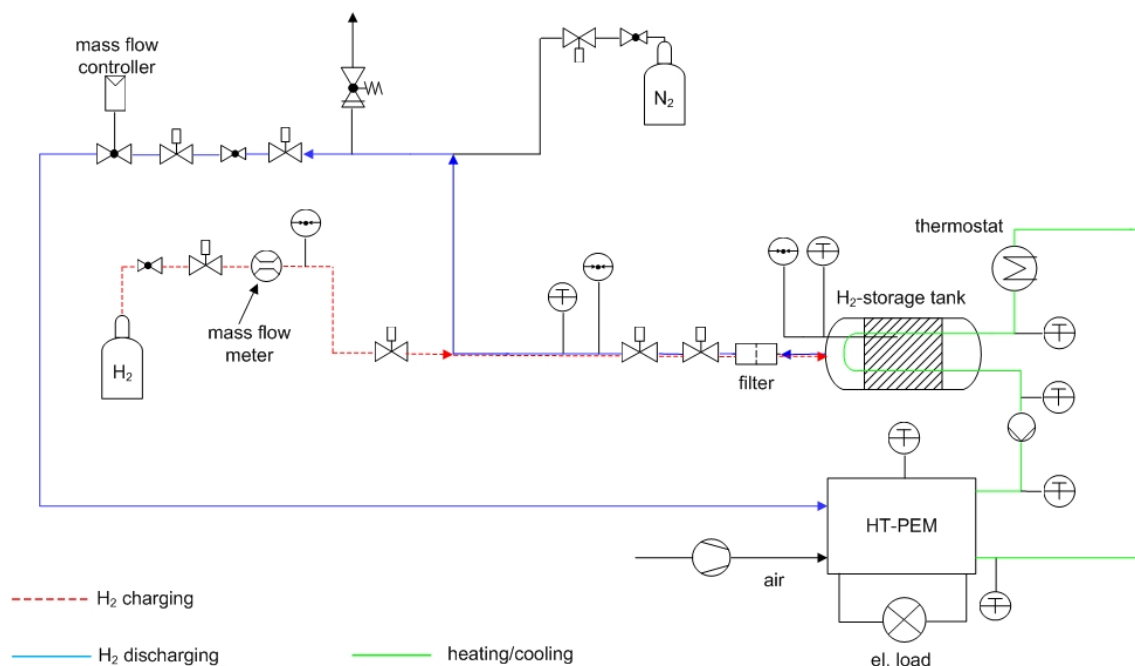 mass flow
controller
N₂
thermostat
H₂-storage tank
mass flow
meter
H₂
filter
T
T
T
T
T
T
HT-PEM
air
T
el. load
H₂ charging
H₂ discharging
heating/cooling